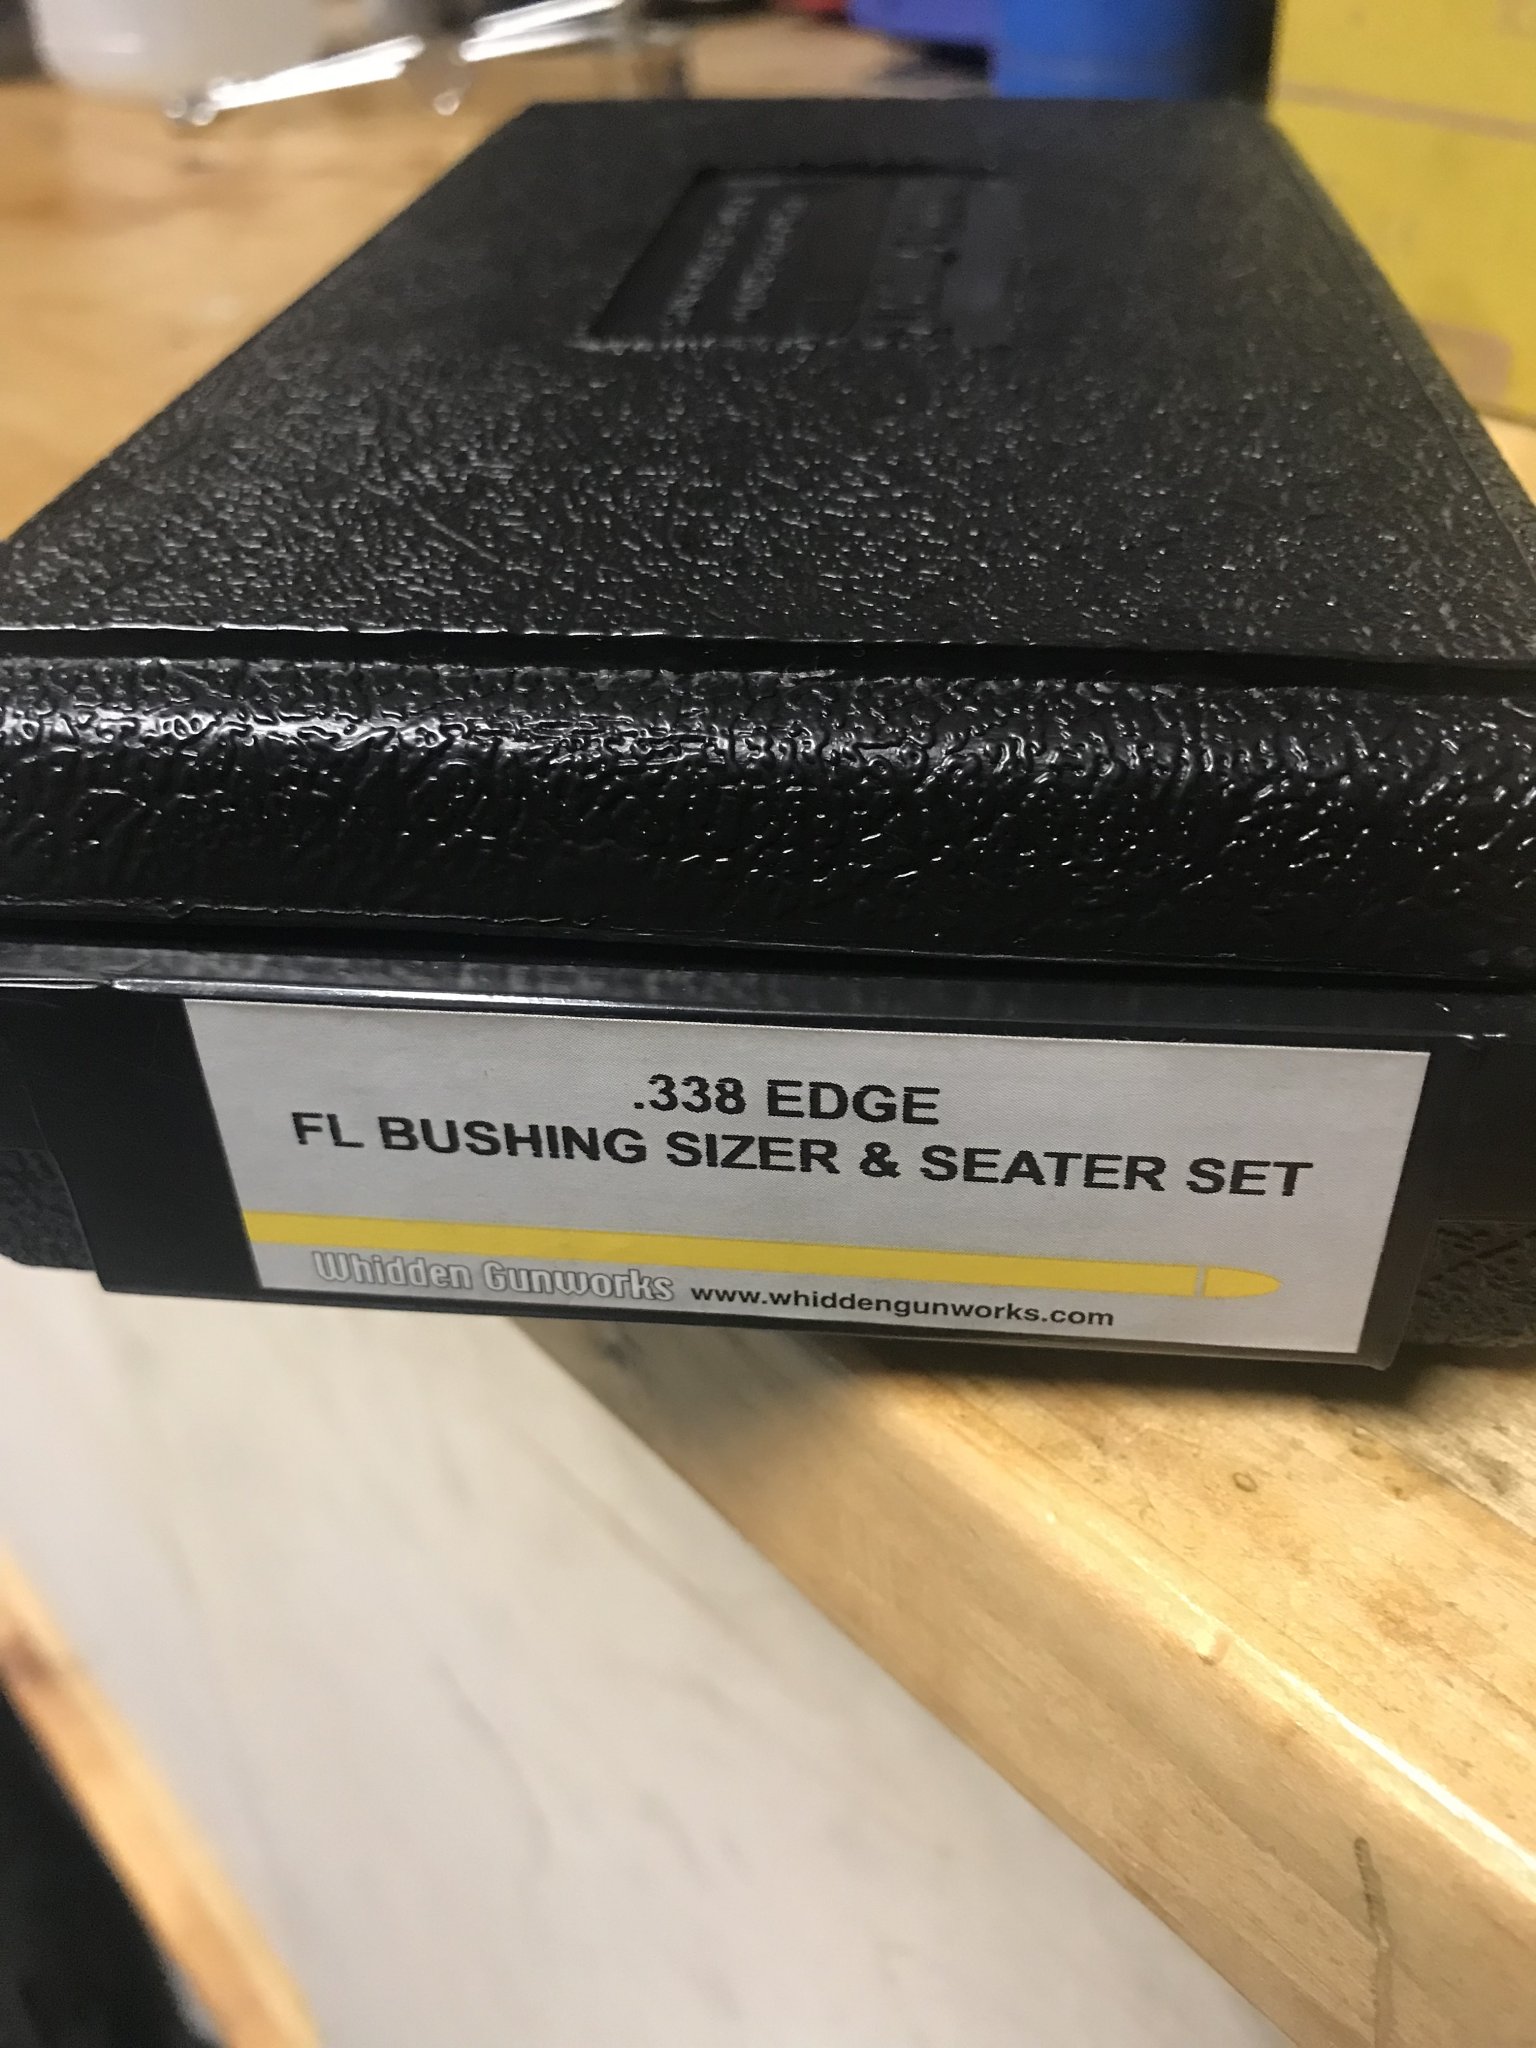 .338 EDGE
FL BUSHING SIZER & SEATER SET
Whidden Gunworks www.whiddengunworks.com